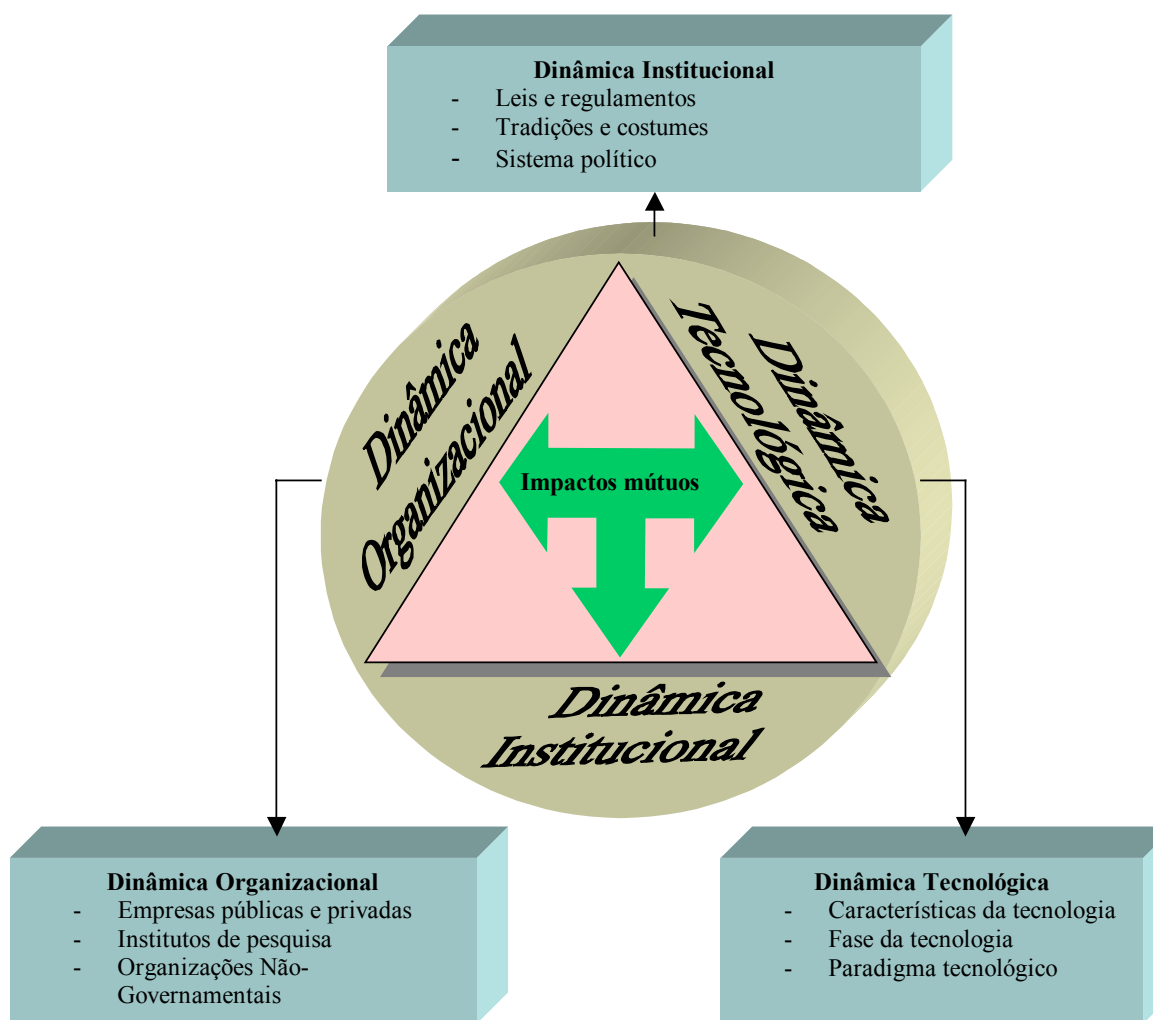 Dinâmica Institucional
- Leis e regulamentos
- Tradições e costumes
- Sistema político
Dinâmica
Organizacional
Dinâmica
Tecnológica
Impactos mútuos
Dinâmica
Institucional
Dinâmica Organizacional
- Empresas públicas e privadas
- Institutos de pesquisa
- Organizações Não-
Governamentais
Dinâmica Tecnológica
- Características da tecnologia
- Fase da tecnologia
- Paradigma tecnológico